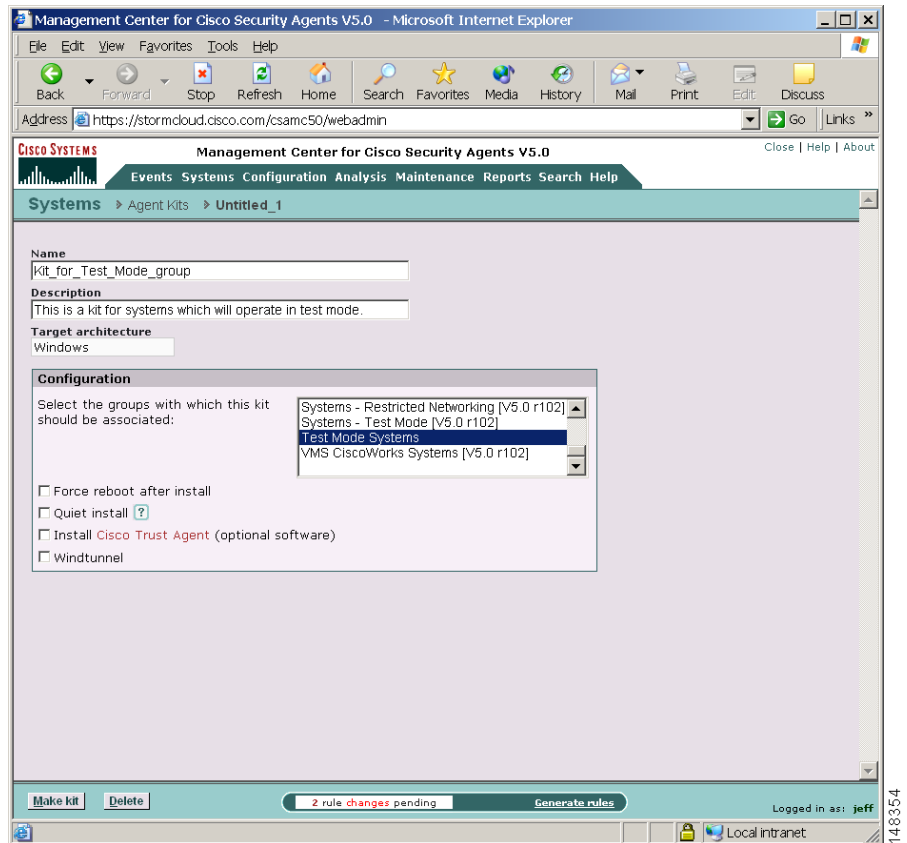 Management Center for Cisco Security Agents V5.0 - Microsoft Internet Explorer
File Edit View Favorites Tools Help
Back Forward Stop Refresh Home Search Favorites Media History Mail Print Edit Discuss
Address https://stormcloud.cisco.com/csamc50/webadmin Go Links »
CISCO SYSTEMS Management Center for Cisco Security Agents V5.0 Close | Help | About
Events Systems Configuration Analysis Maintenance Reports Search Help
Systems > Agent Kits > Untitled_1
Name
Kit_for_Test_Mode_group
Description
This is a kit for systems which will operate in test mode.
Target architecture
Windows
Configuration
Select the groups with which this kit
should be associated:
Systems - Restricted Networking [V5.0 r102]
Systems - Test Mode [V5.0 r102]
Test Mode Systems
VMS CiscoWorks Systems [V5.0 r102]
Force reboot after install
Quiet install ?
Install Cisco Trust Agent (optional software)
Windtunnel
Make kit Delete 2 rule changes pending Generate rules Logged in as: jeff
Local intranet
148354